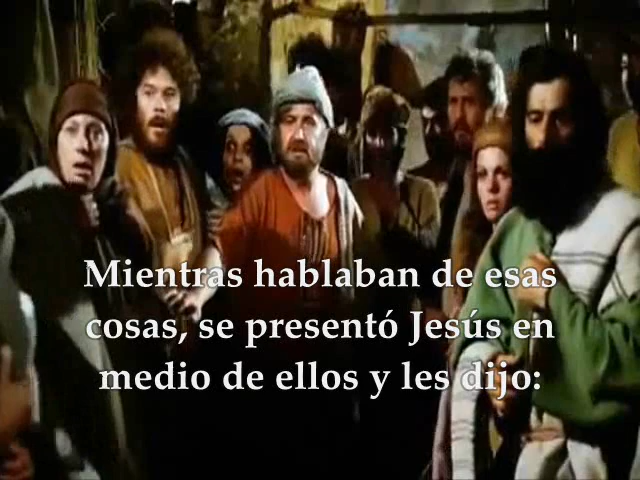 Mientras hablaban de esas
cosas, se presentó Jesús en
medio de ellos y les dijo: